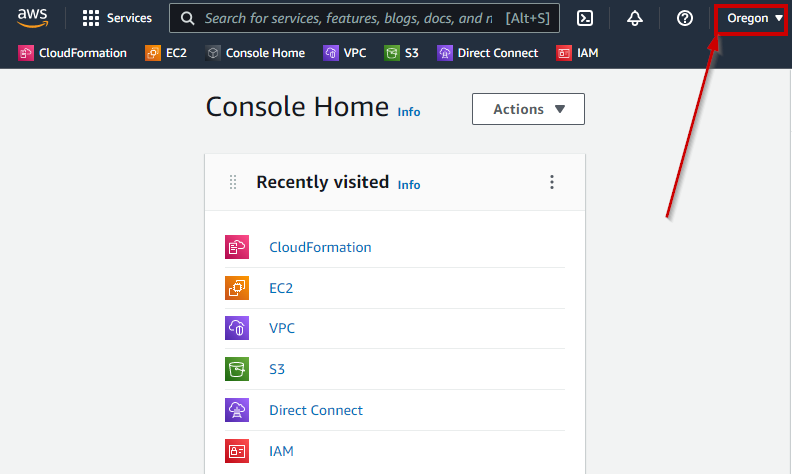 aws Services Search for services, features, blogs, docs, and n [Alt+S] Oregon
CloudFormation EC2 Console Home VPC S3 Direct Connect IAM
Console Home Info Actions
Recently visited Info
CloudFormation
EC2
VPC
S3
Direct Connect
IAM